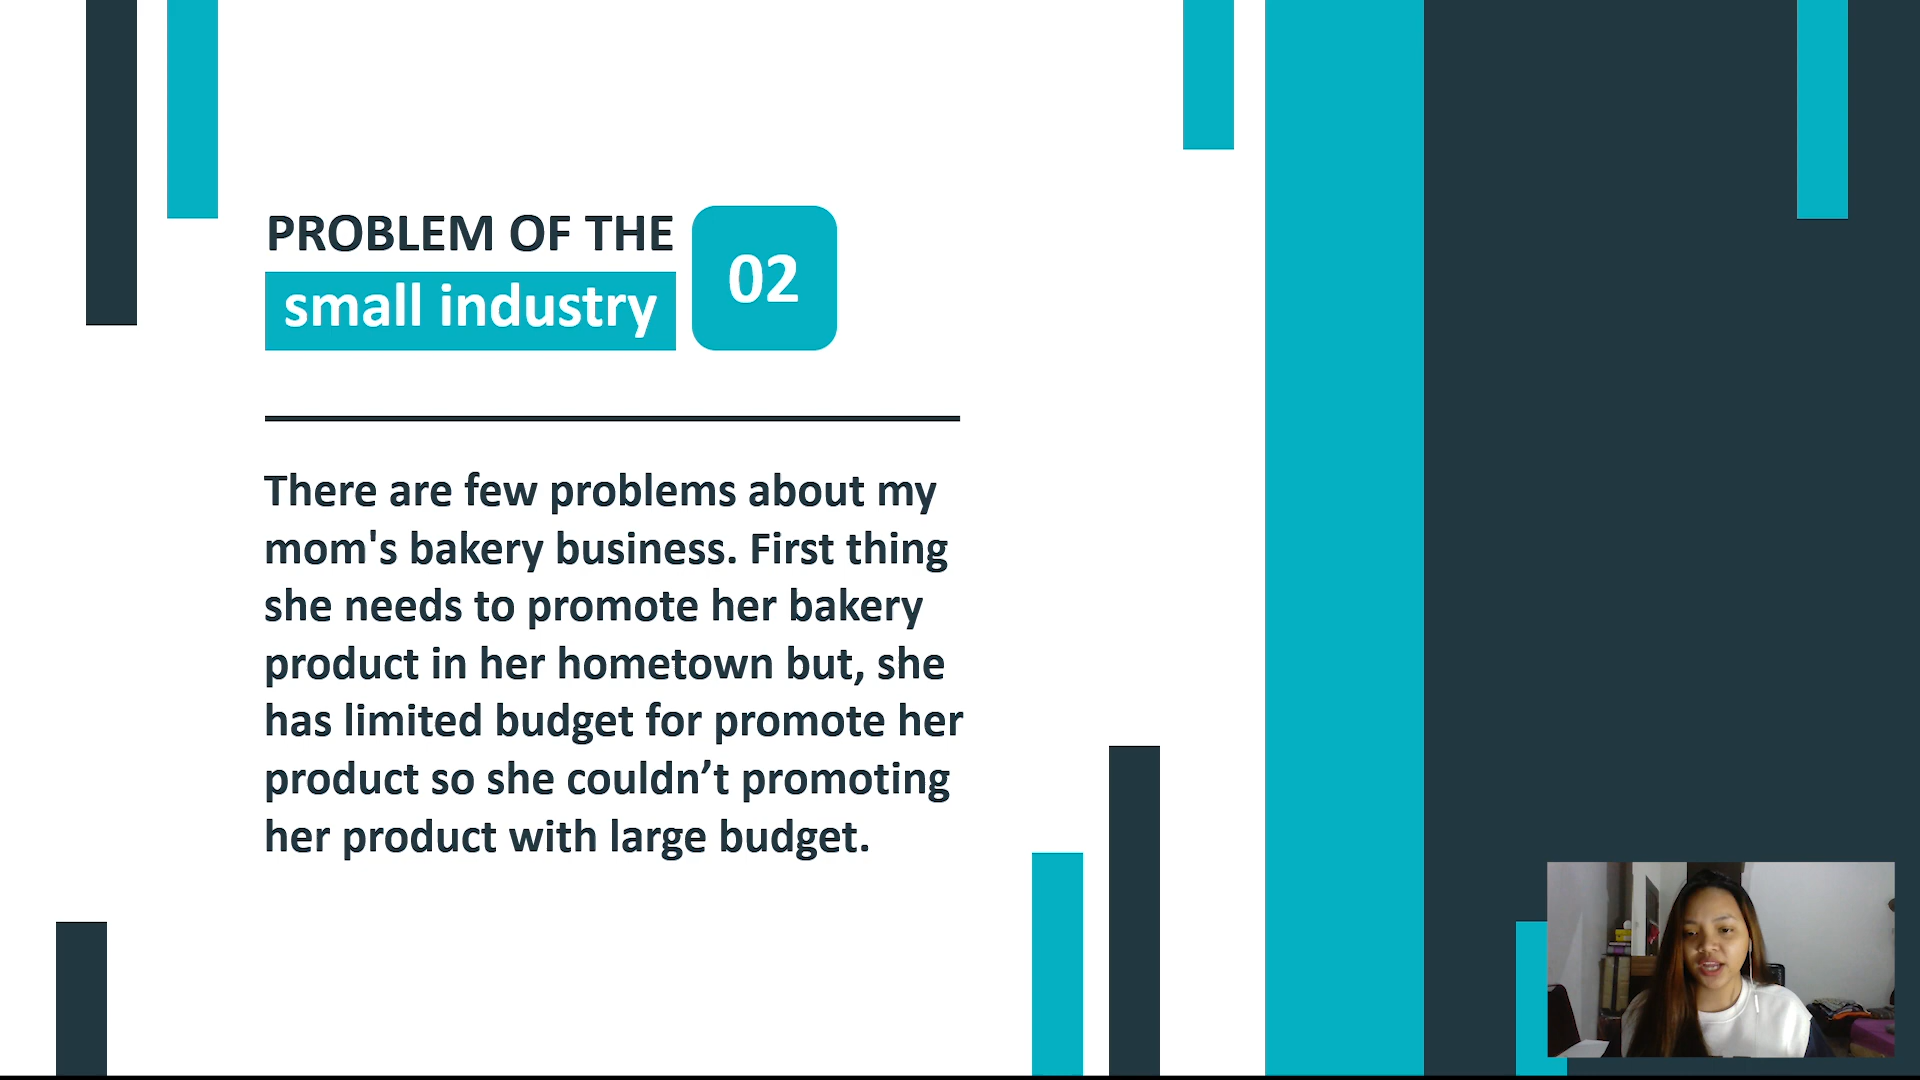 PROBLEM OF THE
small industry
02
There are few problems about my
mom's bakery business. First thing
she needs to promote her bakery
product in her hometown but, she
has limited budget for promote her
product so she couldn’t promoting
her product with large budget.